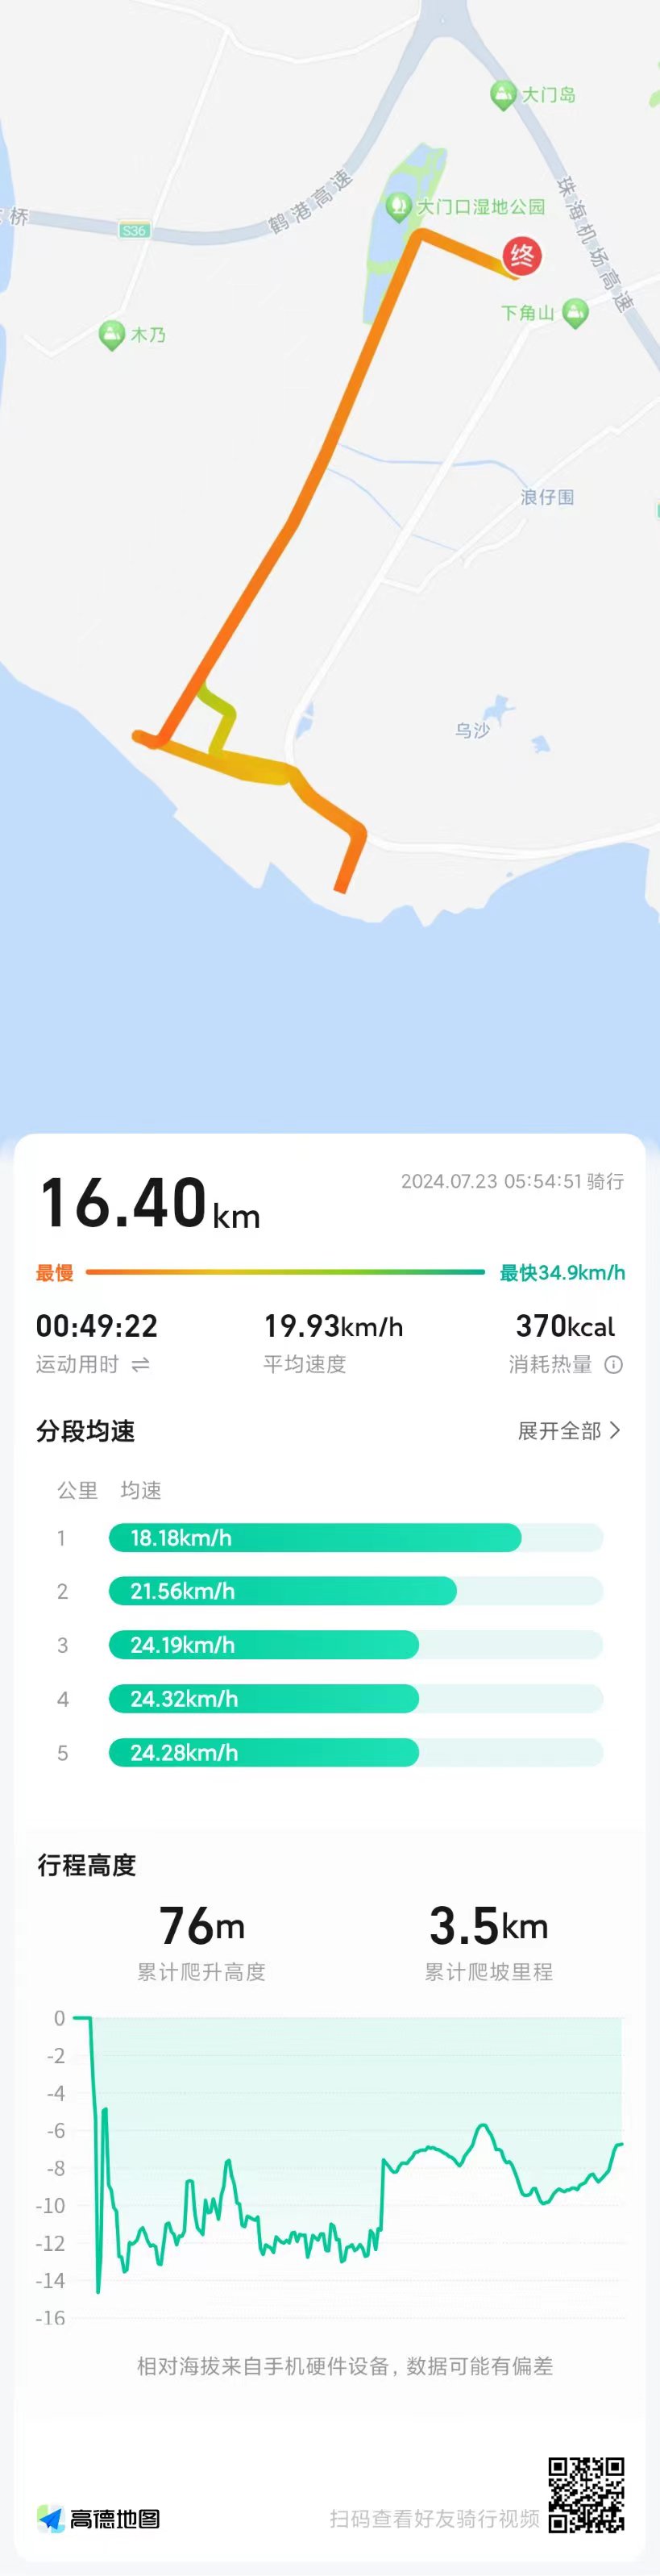 大门岛
大门口湿地公园
珠海机场高速
鹤港高速
桥
S36
终
下角山
木乃
浪仔围
乌沙
16.40km
2024.07.23 05:54:51 骑行
最慢 最快34.9km/h
00:49:22 19.93km/h 370kcal
运动用时 平均速度 消耗热量
分段均速 展开全部
公里 均速
1 18.18km/h
2 21.56km/h
3 24.19km/h
4 24.32km/h
5 24.28km/h
行程高度
76m 3.5km
累计爬升高度 累计爬坡里程
0
-2
-4
-6
-8
-10
-12
-14
-16
相对海拔来自手机硬件设备，数据可能有偏差
高德地图 扫码查看好友骑行视频